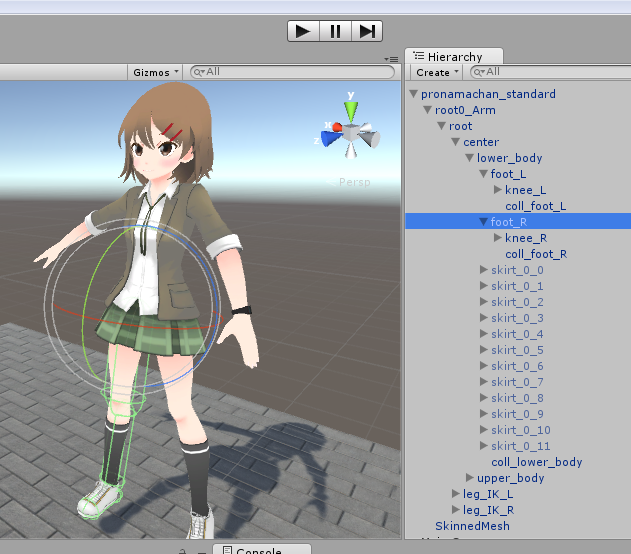 Hierarchy
Gizmos
All
Create
All
y
x
z
Persp
pronamachan_standard
root0_Arm
root
center
lower_body
foot_L
knee_L
coll_foot_L
foot_R
knee_R
coll_foot_R
skirt_0_0
skirt_0_1
skirt_0_2
skirt_0_3
skirt_0_4
skirt_0_5
skirt_0_6
skirt_0_7
skirt_0_8
skirt_0_9
skirt_0_10
skirt_0_11
coll_lower_body
upper_body
leg_IK_L
leg_IK_R
SkinnedMesh
Console